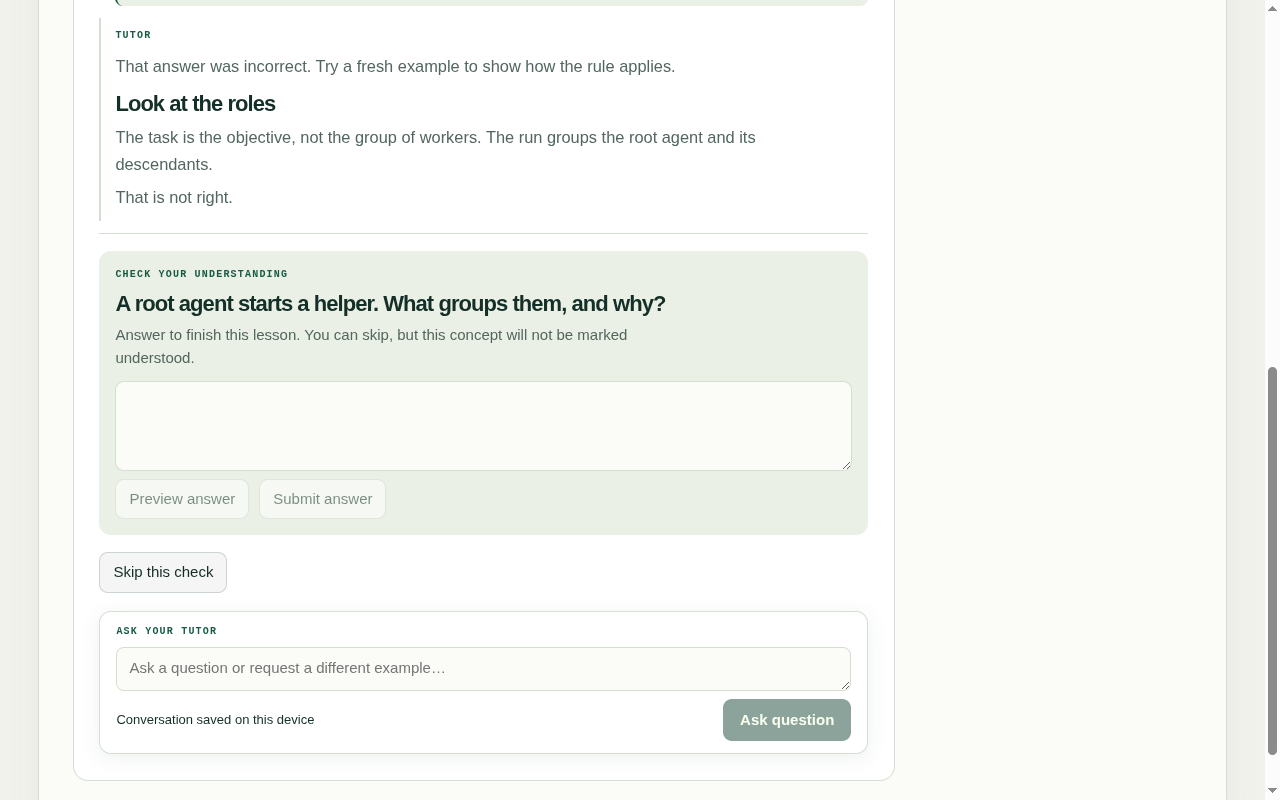 TUTOR
That answer was incorrect. Try a fresh example to show how the rule applies.
Look at the roles
The task is the objective, not the group of workers. The run groups the root agent and its
descendants.
That is not right.
CHECK YOUR UNDERSTANDING
A root agent starts a helper. What groups them, and why?
Answer to finish this lesson. You can skip, but this concept will not be marked
understood.
Preview answer Submit answer
Skip this check
ASK YOUR TUTOR
Ask a question or request a different example…
Conversation saved on this device Ask question